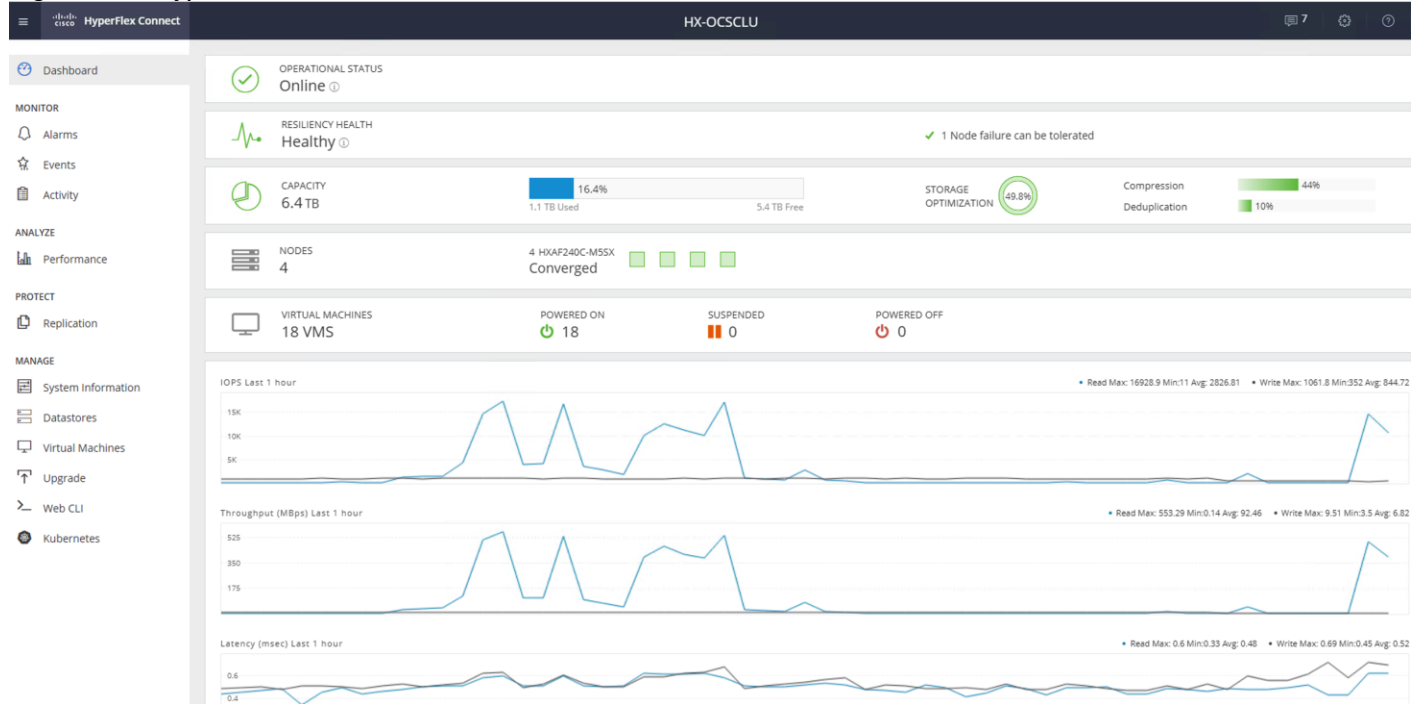 cisco HyperFlex Connect
HX-OCSCLU
7
Dashboard
MONITOR
Alarms
Events
Activity
ANALYZE
Performance
PROTECT
Replication
MANAGE
System Information
Datastores
Virtual Machines
Upgrade
Web CLI
Kubernetes
OPERATIONAL STATUS
Online
RESILIENCY HEALTH
Healthy
1 Node failure can be tolerated
CAPACITY
6.4 TB
16.4%
1.1 TB Used 5.4 TB Free
STORAGE
OPTIMIZATION
49.8%
Compression 44%
Deduplication 10%
NODES
4
4 HXAF240C-M5SX
Converged
VIRTUAL MACHINES
18 VMS
POWERED ON
18
SUSPENDED
0
POWERED OFF
0
IOPS Last 1 hour
Read Max: 16928.9 Min:11 Avg: 2826.81 Write Max: 1061.8 Min:352 Avg: 844.72
15K
10K
5K
Throughput (MBps) Last 1 hour
Read Max: 553.29 Min:0.14 Avg: 92.46 Write Max: 9.51 Min:3.5 Avg: 6.82
525
350
175
Latency (msec) Last 1 hour
Read Max: 0.6 Min:0.33 Avg: 0.48 Write Max: 0.69 Min:0.45 Avg: 0.52
0.6
0.4